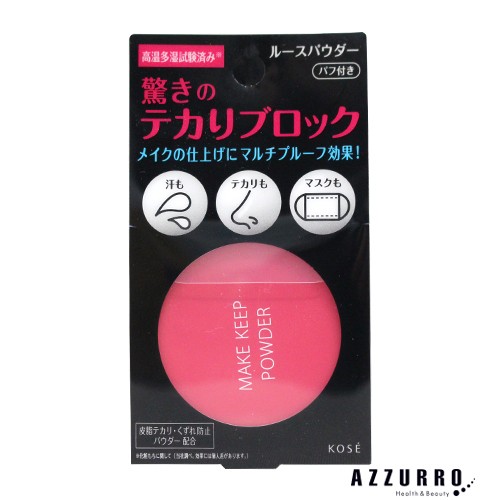 高温多湿試験済み※
ルースパウダー
パフ付き
驚きの
テカりブロック
メイクの仕上げにマルチプルーフ効果!
汗も
テカりも
マスクも
MAKE KEEP
POWDER
皮脂テカリ・くずれ防止
パウダー 配合
KOSÉ
AZZURRO
Health & Beauty